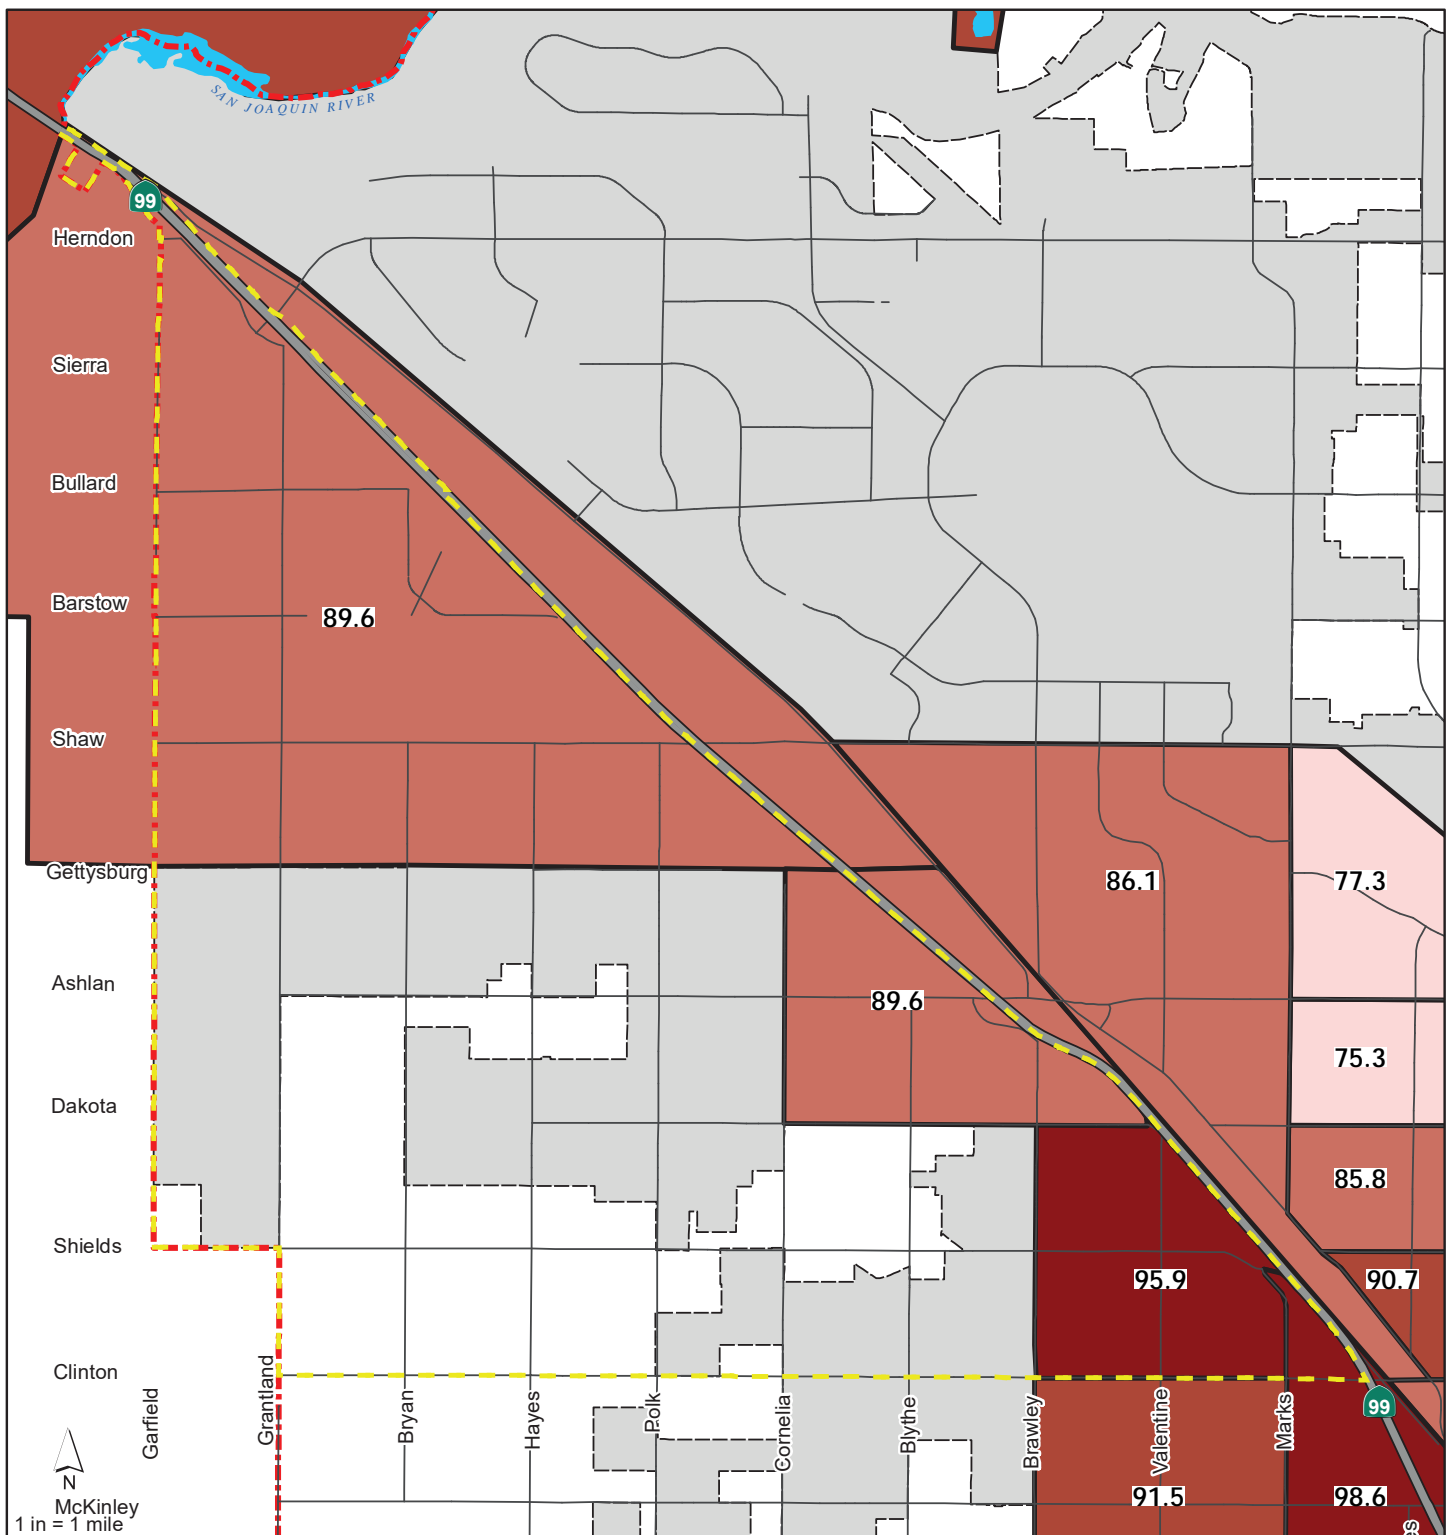 SAN JOAQUIN RIVER
99
Herndon
Sierra
Bullard
Barstow
89.6
Shaw
Gettysburg
86.1
77.3
Ashlan
89.6
75.3
Dakota
85.8
Shields
95.9
90.7
Clinton
Garfield
Grantland
Bryan
Hayes
Polk
Cornelia
Blythe
Brawley
Valentine
Marks
99
N
McKinley
91.5
98.6
1 in = 1 mile